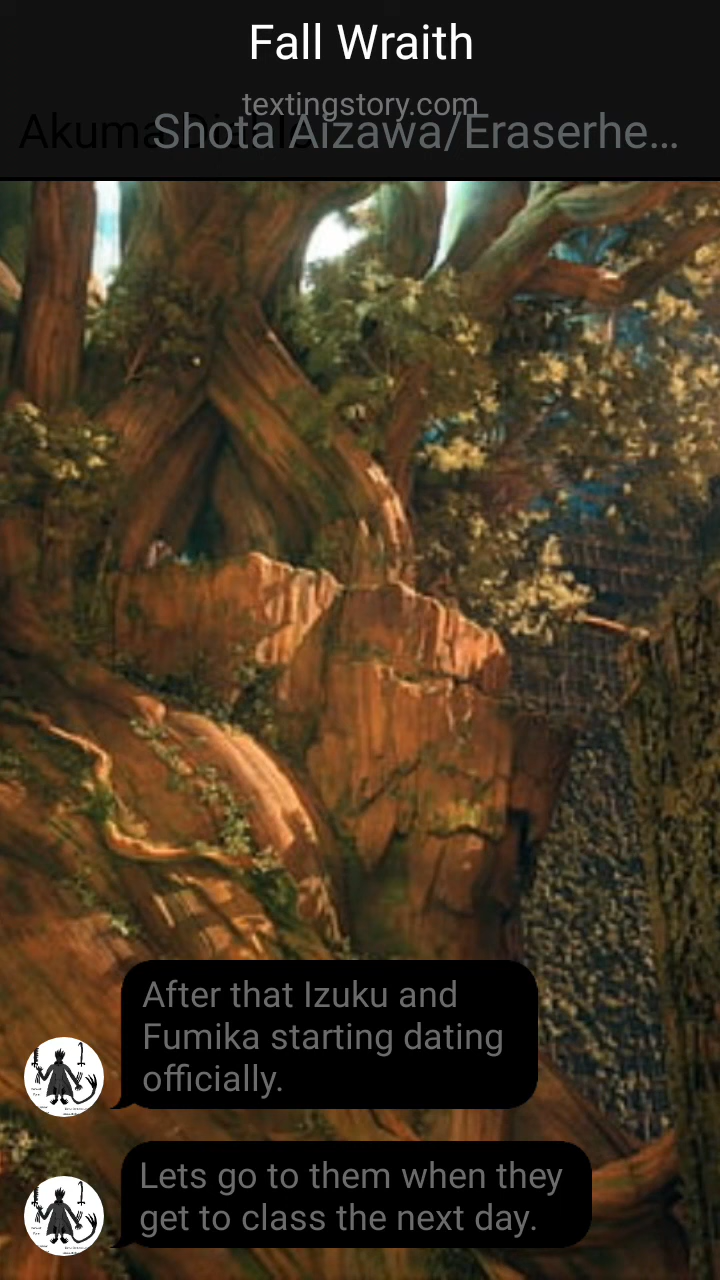 Fall Wraith
textingstory.com
Akuma
Shota Aizawa/Eraserhe...
After that Izuku and
Fumika starting dating
officially.
Lets go to them when they
get to class the next day.